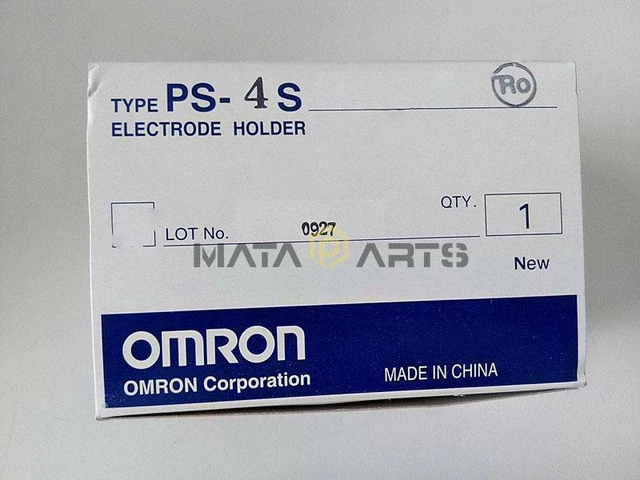 TYPE PS-4S
Ro
ELECTRODE HOLDER
QTY. 1
LOT No. 0927
MATA PARTS
New
OMRON
OMRON Corporation
MADE IN CHINA